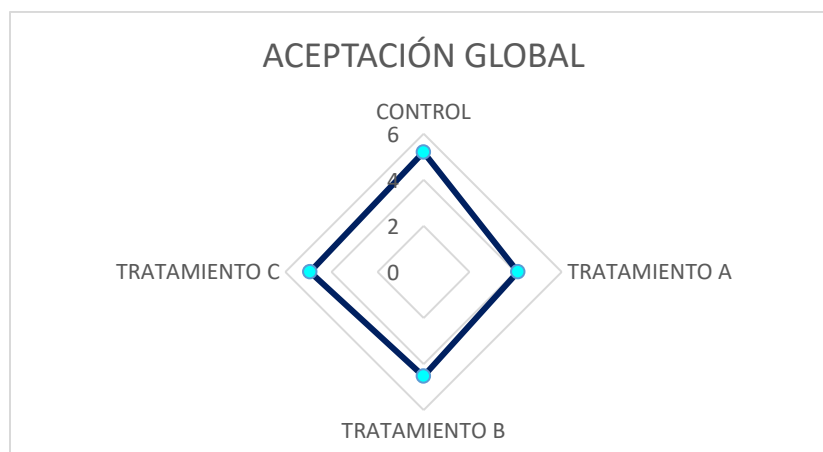 ACEPTACIÓN GLOBAL
CONTROL
6
4
2
0
TRATAMIENTO C
TRATAMIENTO A
TRATAMIENTO B